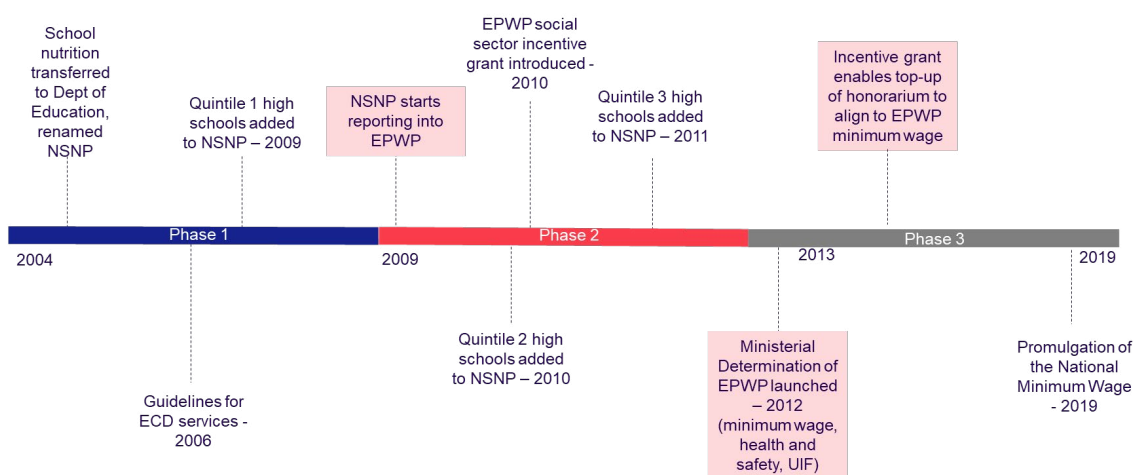 School
nutrition
transferred
to Dept of
Education,
renamed
NSNP
Quintile 1 high
schools added
to NSNP – 2009
NSNP starts
reporting into
EPWP
EPWP social
sector incentive
grant introduced -
2010
Quintile 3 high
schools added
to NSNP – 2011
Incentive grant
enables top-up
of honorarium to
align to EPWP
minimum wage
Phase 1
Phase 2
Phase 3
2004
2009
2013
2019
Guidelines for
ECD services -
2006
Quintile 2 high
schools added
to NSNP – 2010
Ministerial
Determination of
EPWP launched
– 2012
(minimum wage,
health and
safety, UIF)
Promulgation of
the National
Minimum Wage
- 2019